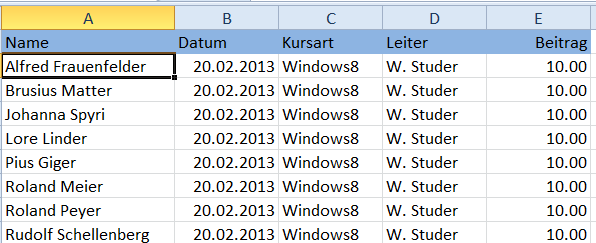 A B C D E
Name Datum Kursart Leiter Beitrag
Alfred Frauenfelder 20.02.2013 Windows8 W. Studer 10.00
Brusius Matter 20.02.2013 Windows8 W. Studer 10.00
Johanna Spyri 20.02.2013 Windows8 W. Studer 10.00
Lore Linder 20.02.2013 Windows8 W. Studer 10.00
Pius Giger 20.02.2013 Windows8 W. Studer 10.00
Roland Meier 20.02.2013 Windows8 W. Studer 10.00
Roland Peyer 20.02.2013 Windows8 W. Studer 10.00
Rudolf Schellenberg 20.02.2013 Windows8 W. Studer 10.00